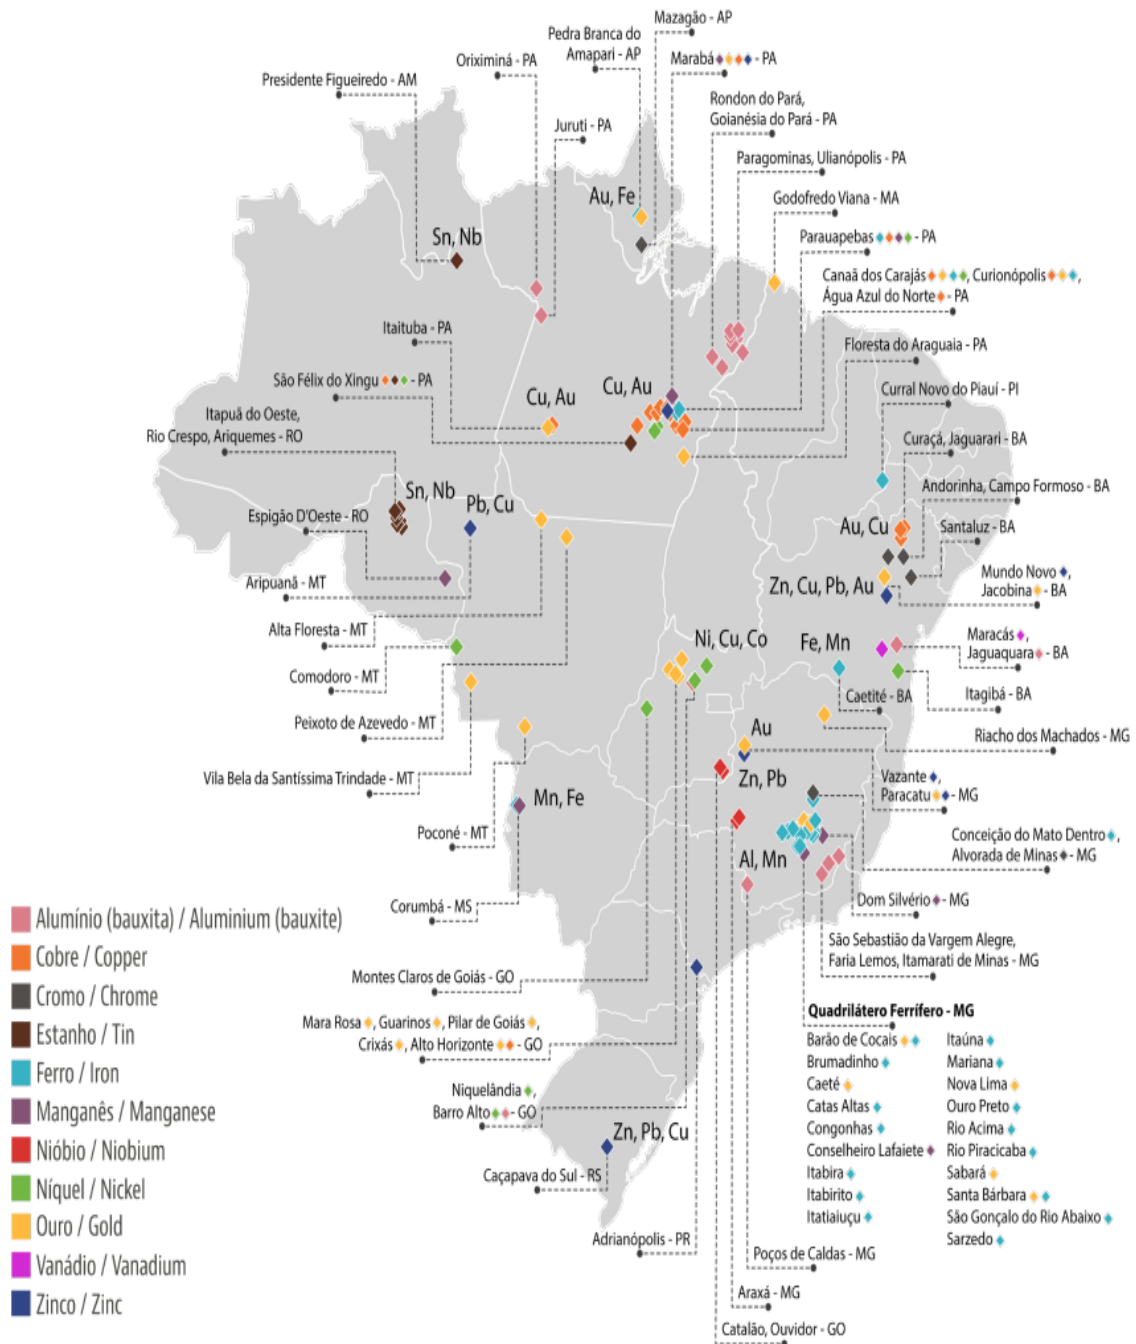 Mazagão - AP
Pedra Branca do
Amapari - AP
Oriximiná - PA
Marabá - PA
Presidente Figueiredo - AM
Rondon do Pará,
Goianésia do Pará - PA
Juruti - PA
Paragominas, Ulianópolis - PA
Au, Fe
Godofredo Viana - MA
Sn, Nb
Parauapebas - PA
Canaã dos Carajás, Curionópolis,
Água Azul do Norte - PA
Itaituba - PA
Floresta do Araguaia - PA
São Félix do Xingu - PA
Cu, Au
Cu, Au
Curral Novo do Piauí - PI
Itapuã do Oeste,
Rio Crespo, Ariquemes - RO
Curaçá, Jaguarari - BA
Sn, Nb
Andorinha, Campo Formoso - BA
Pb, Cu
Espigão D'Oeste - RO
Au, Cu
Santaluz - BA
Aripuanã - MT
Zn, Cu, Pb, Au
Mundo Novo,
Jacobina - BA
Alta Floresta - MT
Ni, Cu, Co
Fe, Mn
Maracás,
Jaguaquara - BA
Comodoro - MT
Caetité - BA
Itagibá - BA
Peixoto de Azevedo - MT
Au
Riacho dos Machados - MG
Vila Bela da Santíssima Trindade - MT
Zn, Pb
Vazante,
Paracatu - MG
Mn, Fe
Poconé - MT
Conceição do Mato Dentro,
Alvorada de Minas - MG
Al, Mn
Corumbá - MS
Dom Silvério - MG
Alumínio (bauxita) / Aluminium (bauxite)
Cobre / Copper
Cromo / Chrome
Estanho / Tin
Ferro / Iron
Manganês / Manganese
Nióbio / Niobium
Níquel / Nickel
Ouro / Gold
Vanádio / Vanadium
Zinco / Zinc
São Sebastião da Vargem Alegre,
Faria Lemos, Itamarati de Minas - MG
Montes Claros de Goiás - GO
Mara Rosa, Guarinos, Pilar de Goiás,
Crixás, Alto Horizonte - GO
Niquelândia,
Barro Alto - GO
Zn, Pb, Cu
Caçapava do Sul - RS
Adrianópolis - PR
Quadrilátero Ferrífero - MG
Barão de Cocais
Brumadinho
Caeté
Catas Altas
Congonhas
Conselheiro Lafaiete
Itabira
Itabirito
Itatiaiuçu
Itaúna
Mariana
Nova Lima
Ouro Preto
Rio Acima
Rio Piracicaba
Sabará
Santa Bárbara
São Gonçalo do Rio Abaixo
Sarzedo
Poços de Caldas - MG
Araxá - MG
Catalão, Ouvidor - GO